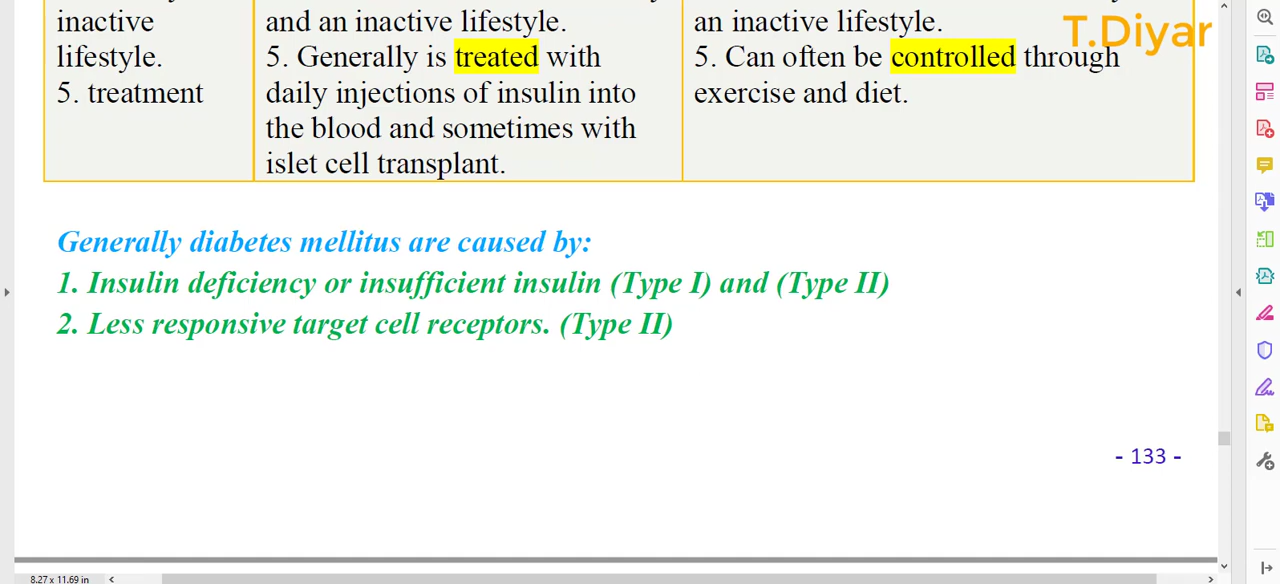 inactive
lifestyle.
5. treatment
and an inactive lifestyle.
5. Generally is treated with
daily injections of insulin into
the blood and sometimes with
islet cell transplant.
an inactive lifestyle.
5. Can often be controlled through
exercise and diet.
T.Diyar
Generally diabetes mellitus are caused by:
1. Insulin deficiency or insufficient insulin (Type I) and (Type II)
2. Less responsive target cell receptors. (Type II)
- 133 -
8.27 x 11.69 in